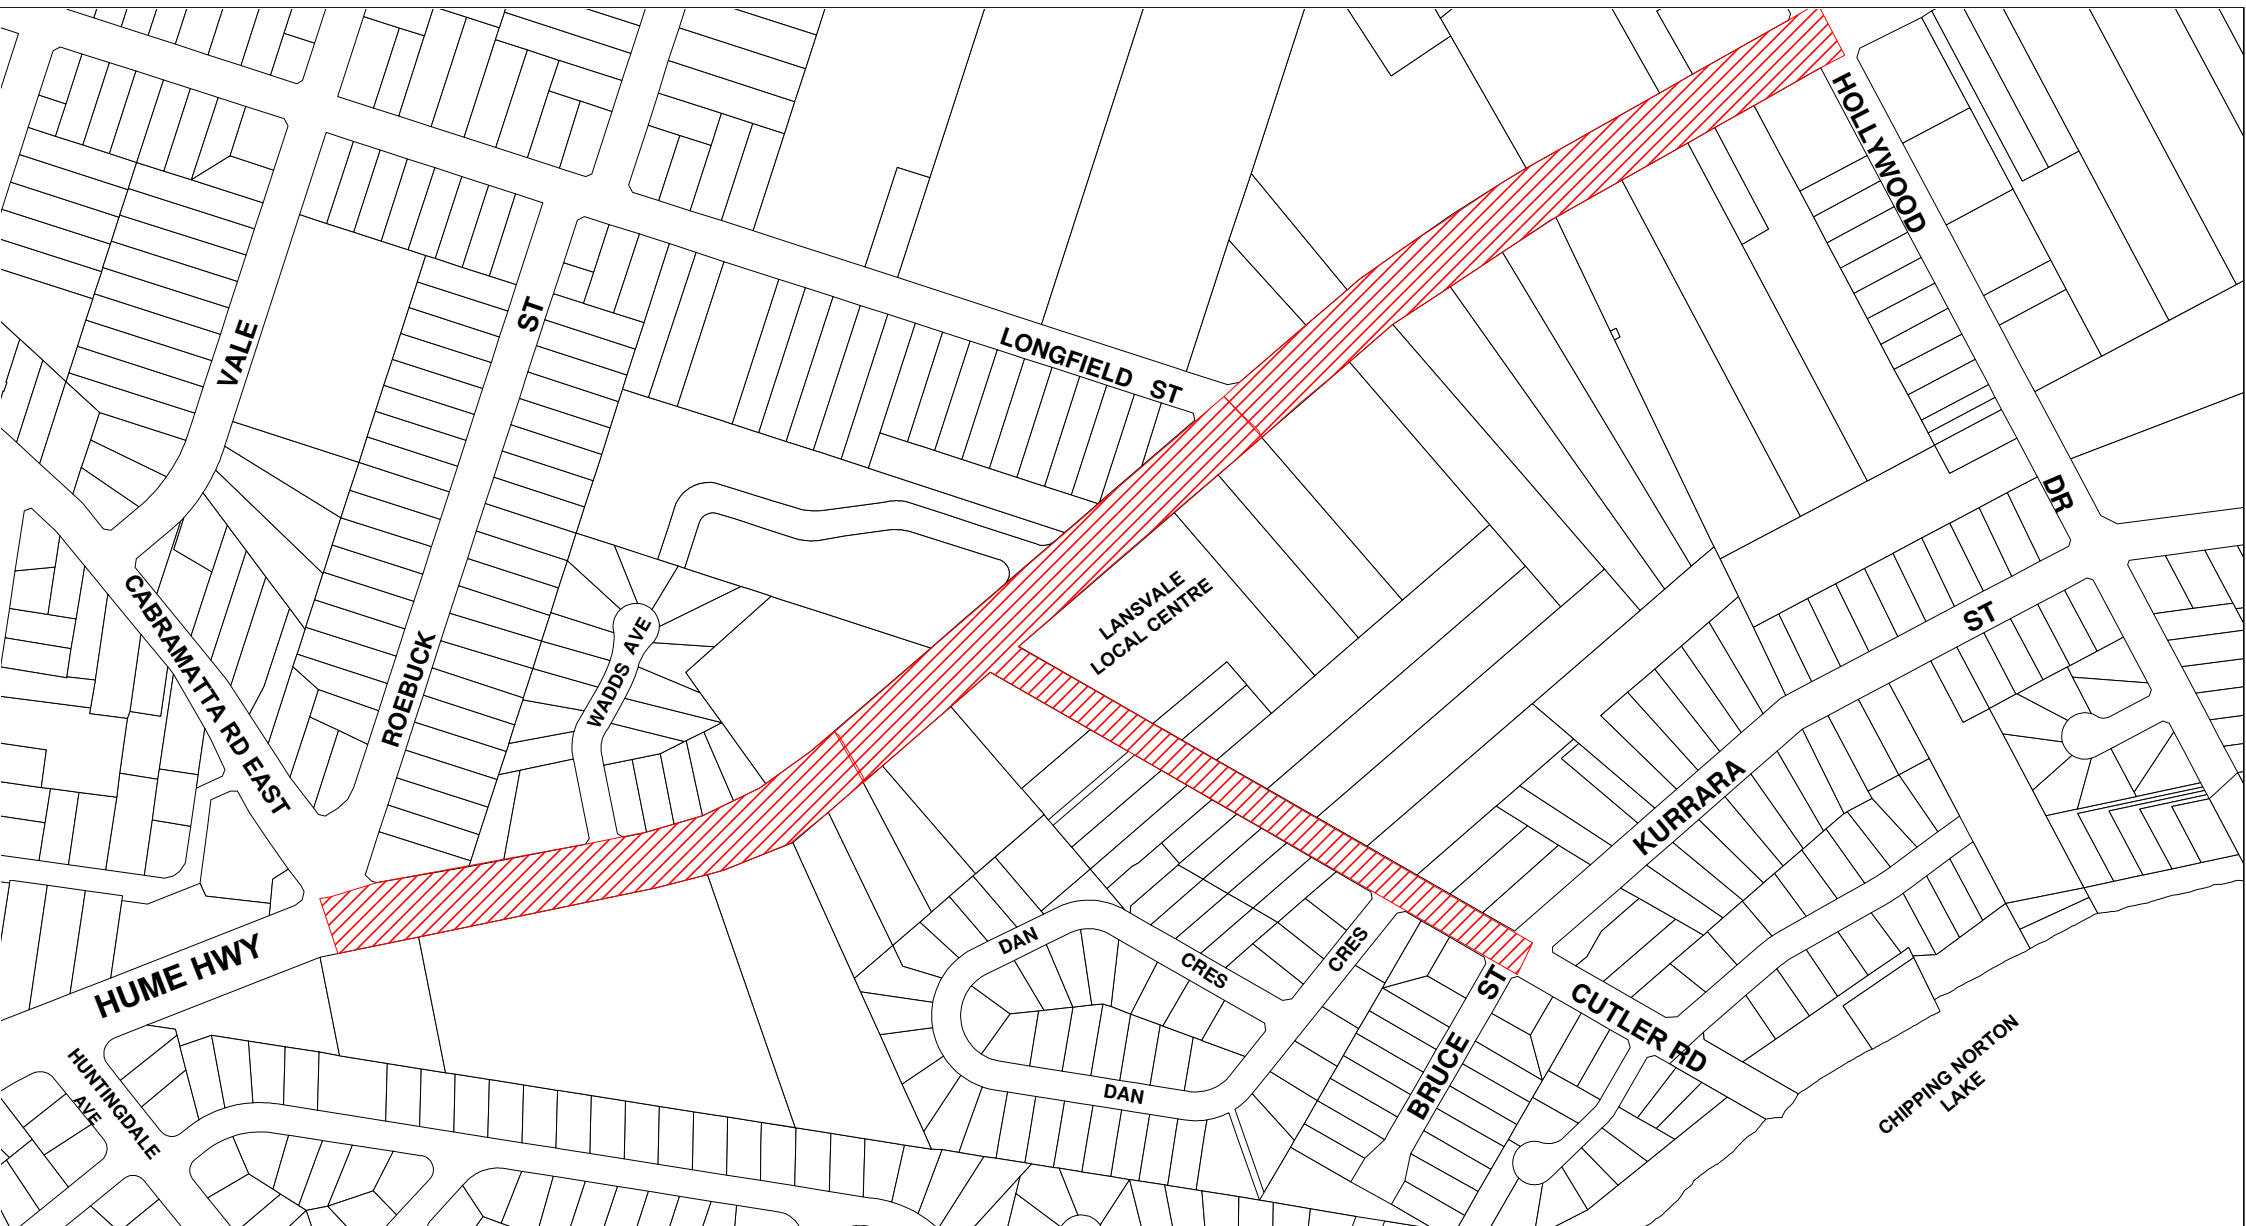 HOLLYWOOD
DR
VALE
ST
LONGFIELD ST
LANSVALE
LOCAL CENTRE
CABRAMATTA RD EAST
ROEBUCK
WADDS AVE
ST
KURRARA
HUME HWY
DAN
CRES
CRES
ST
BRUCE
CUTLER RD
DAN
HUNTINGDALE
AVE
CHIPPING NORTON
LAKE